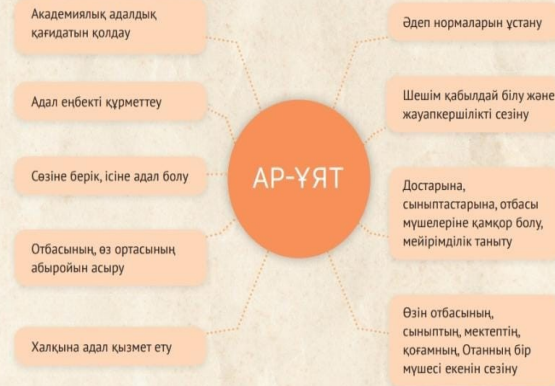 Академиялық адалдық
қағидатын қолдау
Адал еңбекті құрметтеу
Сөзіне берік, ісіне адал болу
Отбасының, өз ортасының
абыройын асыру
Халқына адал қызмет ету
АР-ҰЯТ
Әдеп нормаларын ұстану
Шешім қабылдай білу және
жауапкершілікті сезіну
Достарына,
сыныптастарына, отбасы
мүшелеріне қамқор болу,
мейірімділік таныту
Өзін отбасының,
сыныптың, мектептің,
қоғамның, Отанның бір
мүшесі екенін сезіну